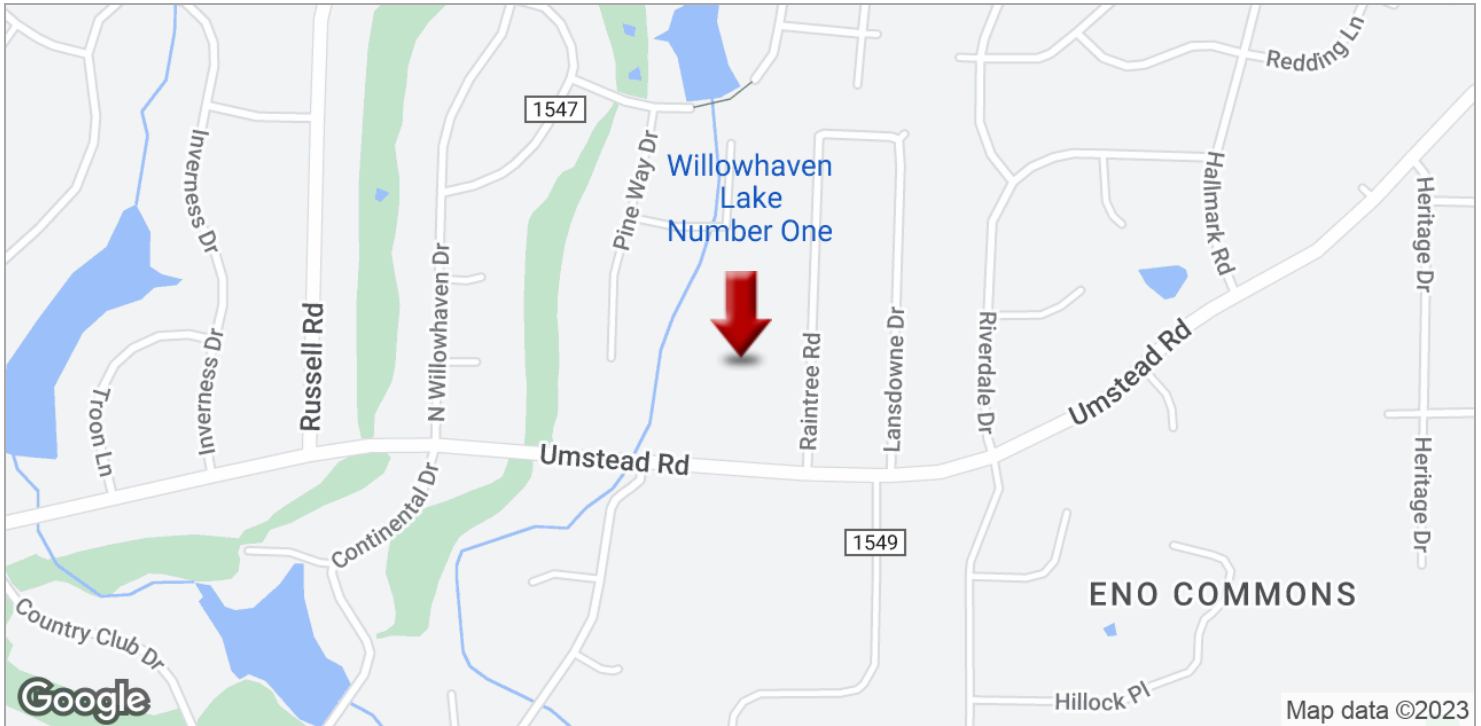 Redding Ln
1547
Inverness Dr
Pine Way Dr
Willowhaven
Lake
Number One
Hallmark Rd
Heritage Dr
N Willowhaven Dr
Russell Rd
Inverness Dr
Troon Ln
Raintree Rd
Lansdowne Dr
Riverdale Dr
Umstead Rd
Umstead Rd
Heritage Dr
Continental Dr
1549
ENO COMMONS
Country Club Dr
Hillock Pl
Google
Map data ©2023